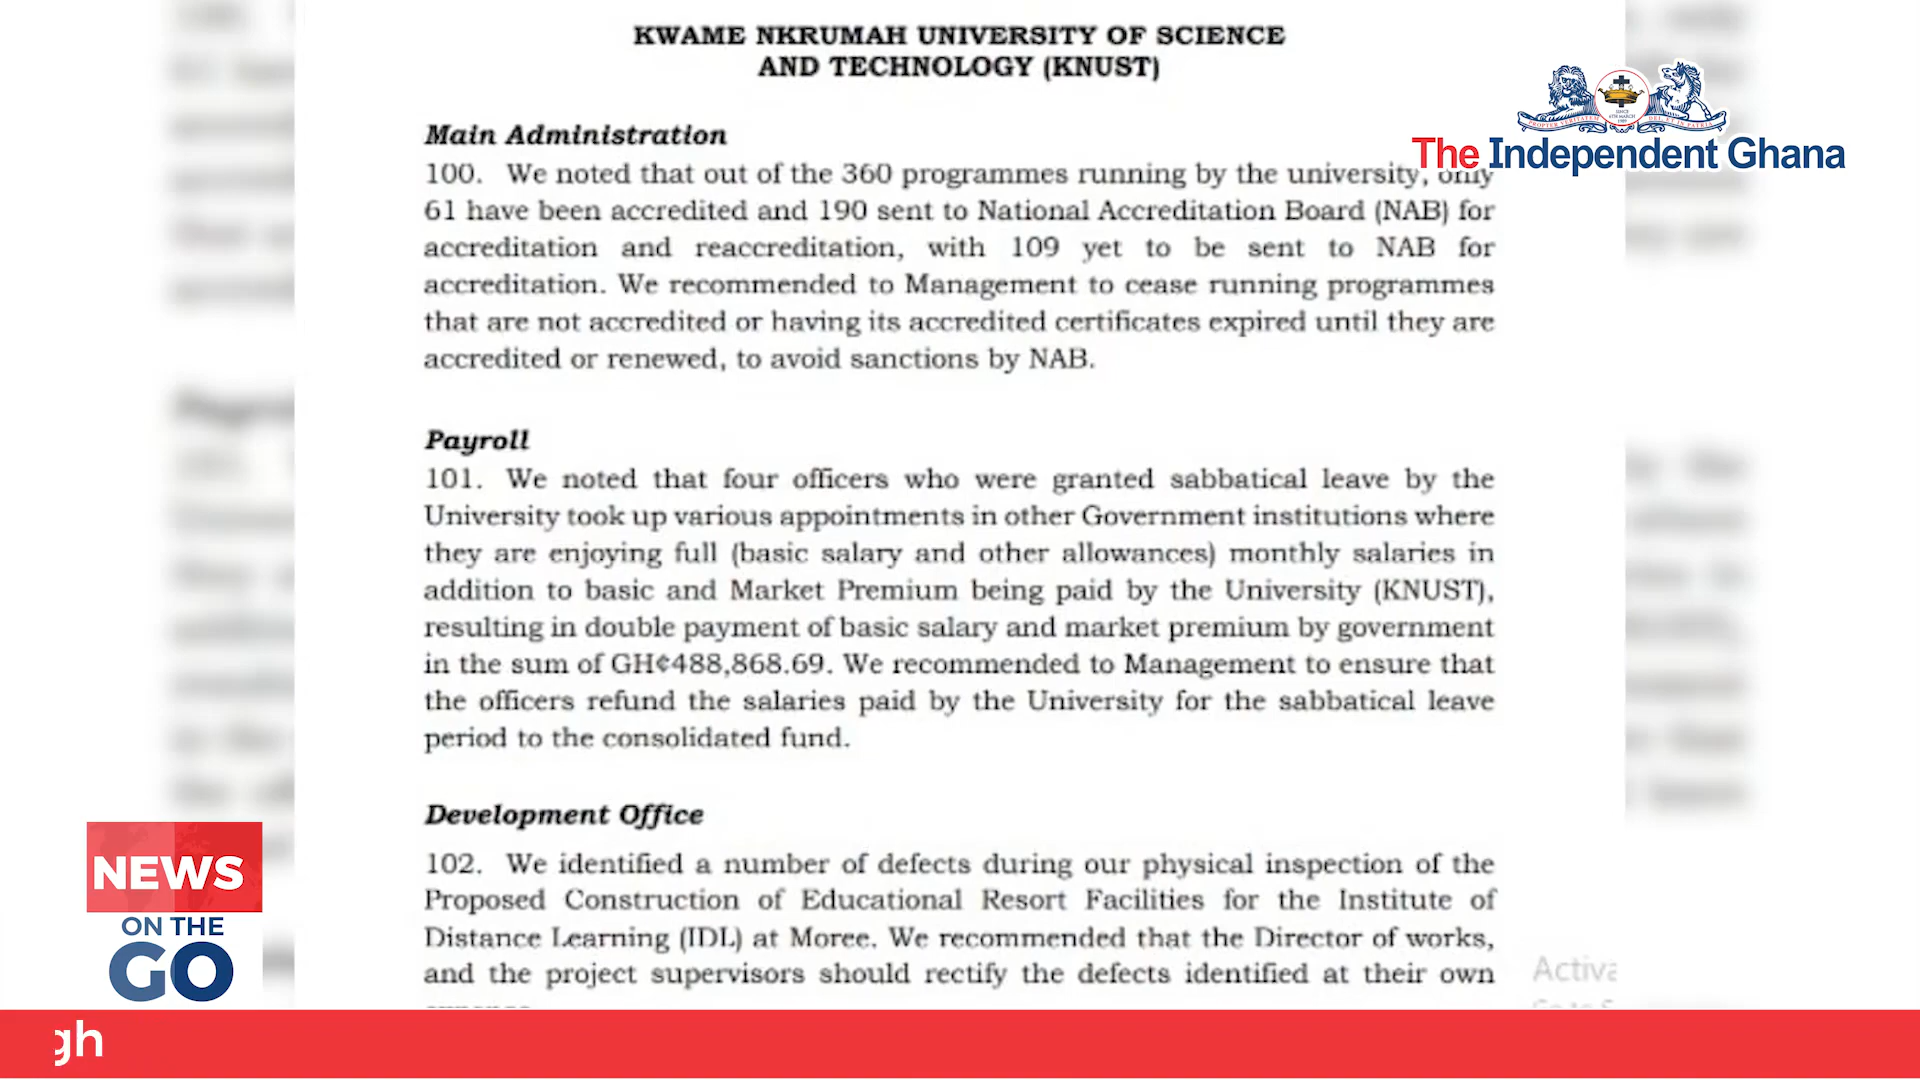 KWAME NKRUMAH UNIVERSITY OF SCIENCE
AND TECHNOLOGY (KNUST)
The Independent Ghana
Main Administration
100. We noted that out of the 360 programmes running by the university, only
61 have been accredited and 190 sent to National Accreditation Board (NAB) for
accreditation and reaccreditation, with 109 yet to be sent to NAB for
accreditation. We recommended to Management to cease running programmes
that are not accredited or having its accredited certificates expired until they are
accredited or renewed, to avoid sanctions by NAB.
Payroll
101. We noted that four officers who were granted sabbatical leave by the
University took up various appointments in other Government institutions where
they are enjoying full (basic salary and other allowances) monthly salaries in
addition to basic and Market Premium being paid by the University (KNUST),
resulting in double payment of basic salary and market premium by government
in the sum of GH¢488,868.69. We recommended to Management to ensure that
the officers refund the salaries paid by the University for the sabbatical leave
period to the consolidated fund.
Development Office
102. We identified a number of defects during our physical inspection of the
Proposed Construction of Educational Resort Facilities for the Institute of
Distance Learning (IDL) at Moree. We recommended that the Director of works,
and the project supervisors should rectify the defects identified at their own
Activa
NEWS
ON THE
GO
gh